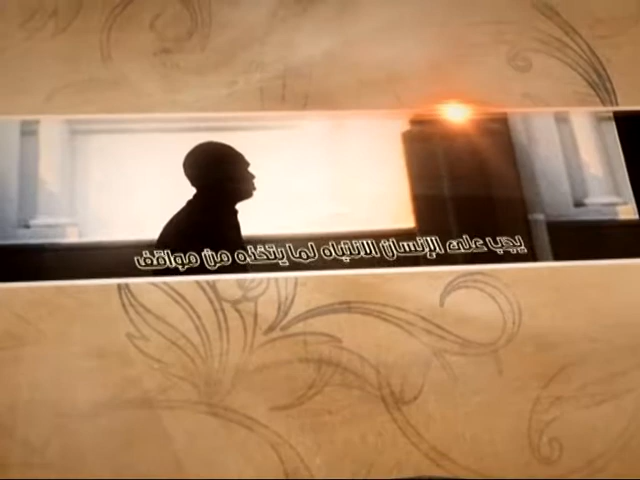 يجب على الإنسان الانتباه لما يتخذه من مواقف